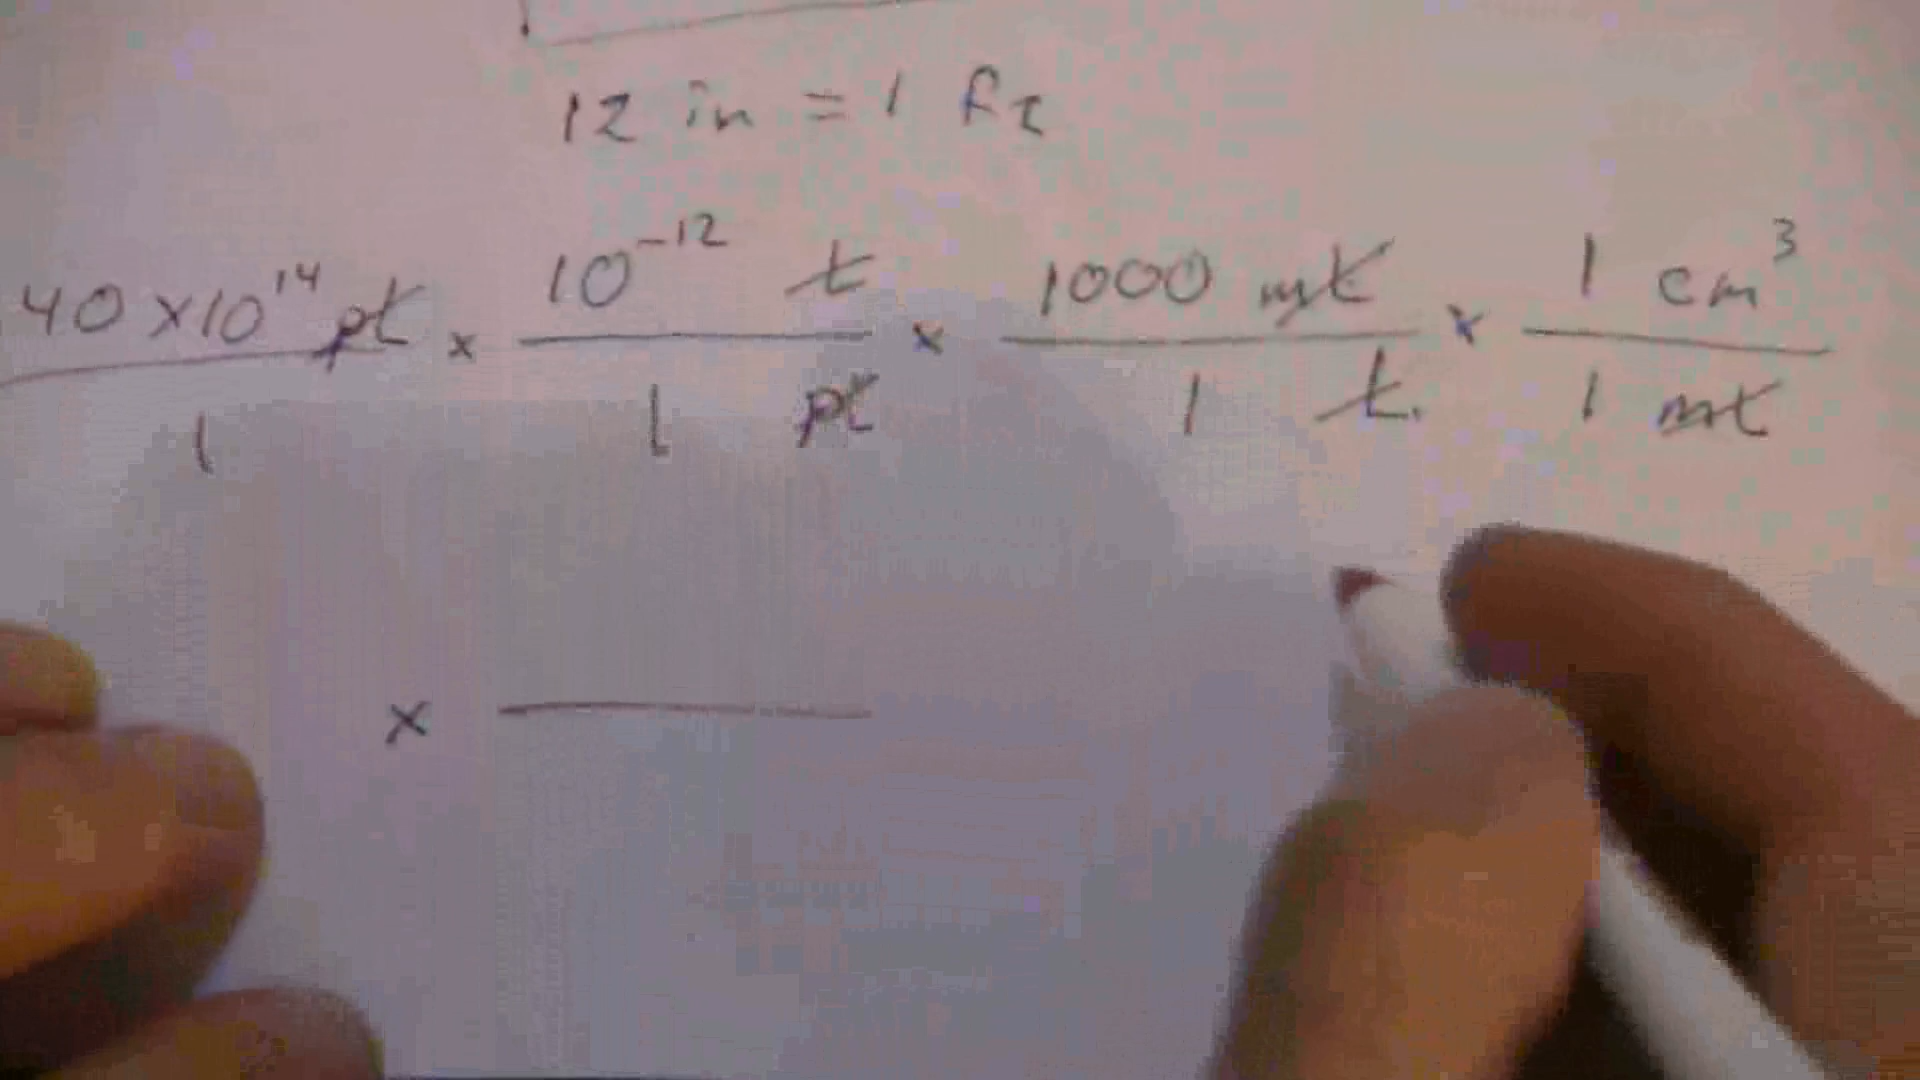 12 in = 1 ft
40 x 10^14 pl x 10^-12 l / 1 pl x 1000 ml / 1 l. x 1 cm^3 / 1 ml
1
x